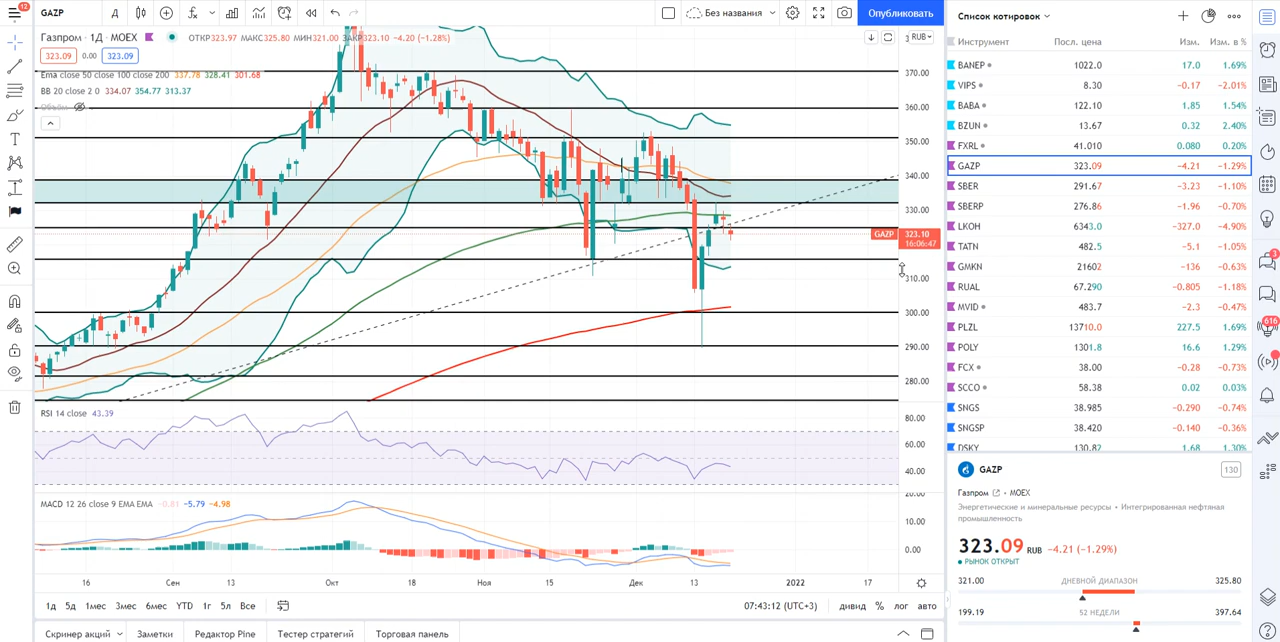 12
GAZP
Д
fx
Без названия
Опубликовать
Газпром · 1Д · MOEX
ОТКР323.97 МАКС325.80 МИН321.00 ЗАКР323.10 −4.20 (−1.28%)
RUB
323.09 0.00 323.09
Ema close 50 close 100 close 200 337.78 328.41 301.68
BB 20 close 2 0 334.07 354.77 313.37
Объём
370.00
360.00
350.00
340.00
330.00
GAZP 323.10
16:06:47
310.00
300.00
290.00
280.00
RSI 14 close 43.39
80.00
60.00
40.00
MACD 12 26 close 9 EMA EMA −0.81 −5.79 −4.98
20.00
10.00
0.00
16 Сен 13 Окт 18 Ноя 15 Дек 13 2022 17
1д 5д 1мес 3мес 6мес YTD 1г 5л Все
07:43:12 (UTC+3) дивид % лог авто
Скринер акций Заметки Редактор Pine Тестер стратегий Торговая панель
Список котировок
Инструмент Посл. цена Изм. Изм. в %
BANEP 1022.0 17.0 1.69%
VIPS 8.30 −0.17 −2.01%
BABA 122.10 1.85 1.54%
BZUN 13.67 0.32 2.40%
FXRL 41.010 0.080 0.20%
GAZP 323.09 −4.21 −1.29%
SBER 291.67 −3.23 −1.10%
SBERP 276.86 −1.96 −0.70%
LKOH 6343.0 −327.0 −4.90%
TATN 482.5 −5.1 −1.05%
GMKN 21602 −136 −0.63%
RUAL 67.290 −0.805 −1.18%
MVID 483.7 −2.3 −0.47%
PLZL 13710.0 227.5 1.69%
POLY 1301.8 16.6 1.29%
FCX 38.00 −0.28 −0.73%
SCCO 58.38 0.02 0.03%
SNGS 38.985 −0.290 −0.74%
SNGSP 38.420 −0.140 −0.36%
DSKY 130.82 1.68 1.30%
GAZP
130
Газпром · MOEX
Энергетические и минеральные ресурсы · Интегрированная нефтяная
промышленность
323.09 RUB −4.21 (−1.29%)
РЫНОК ОТКРЫТ
321.00 ДНЕВНОЙ ДИАПАЗОН 325.80
199.19 52 НЕДЕЛИ 397.64
3
616